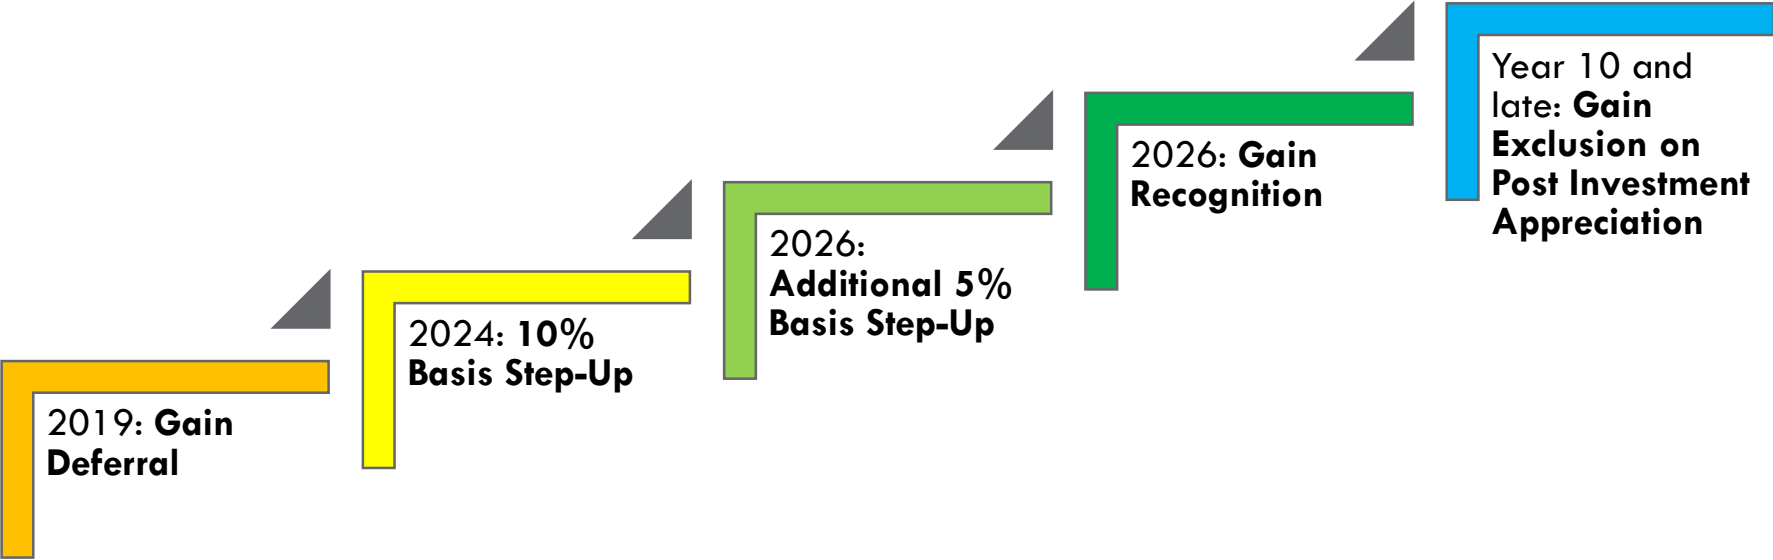 2019: Gain
Deferral
2024: 10%
Basis Step-Up
2026:
Additional 5%
Basis Step-Up
2026: Gain
Recognition
Year 10 and
late: Gain
Exclusion on
Post Investment
Appreciation